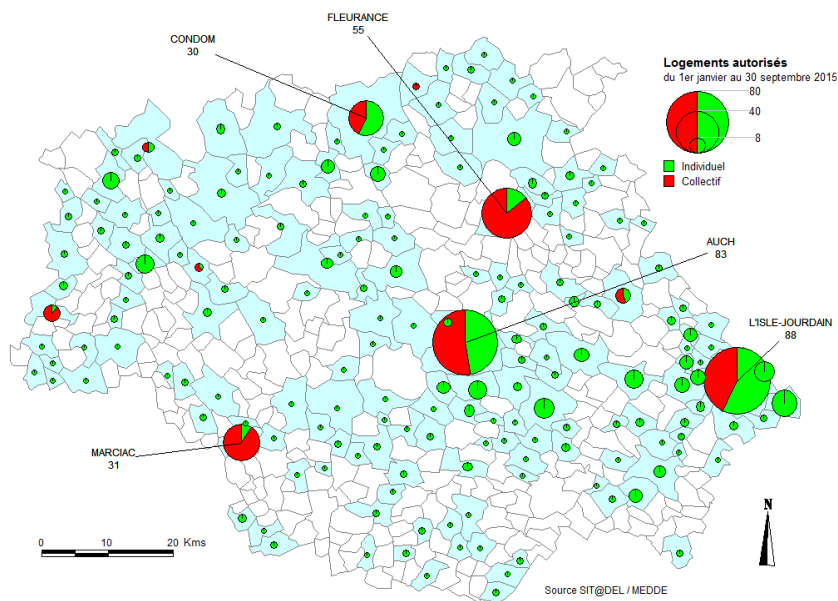 FLEURANCE
55
CONDOM
30
Logements autorisés
du 1er janvier au 30 septembre 2015
80
40
8
Individuel
Collectif
AUCH
83
L'ISLE-JOURDAIN
88
MARCIAC
31
N
0 10 20 Kms
Source SIT@DEL / MEDDE